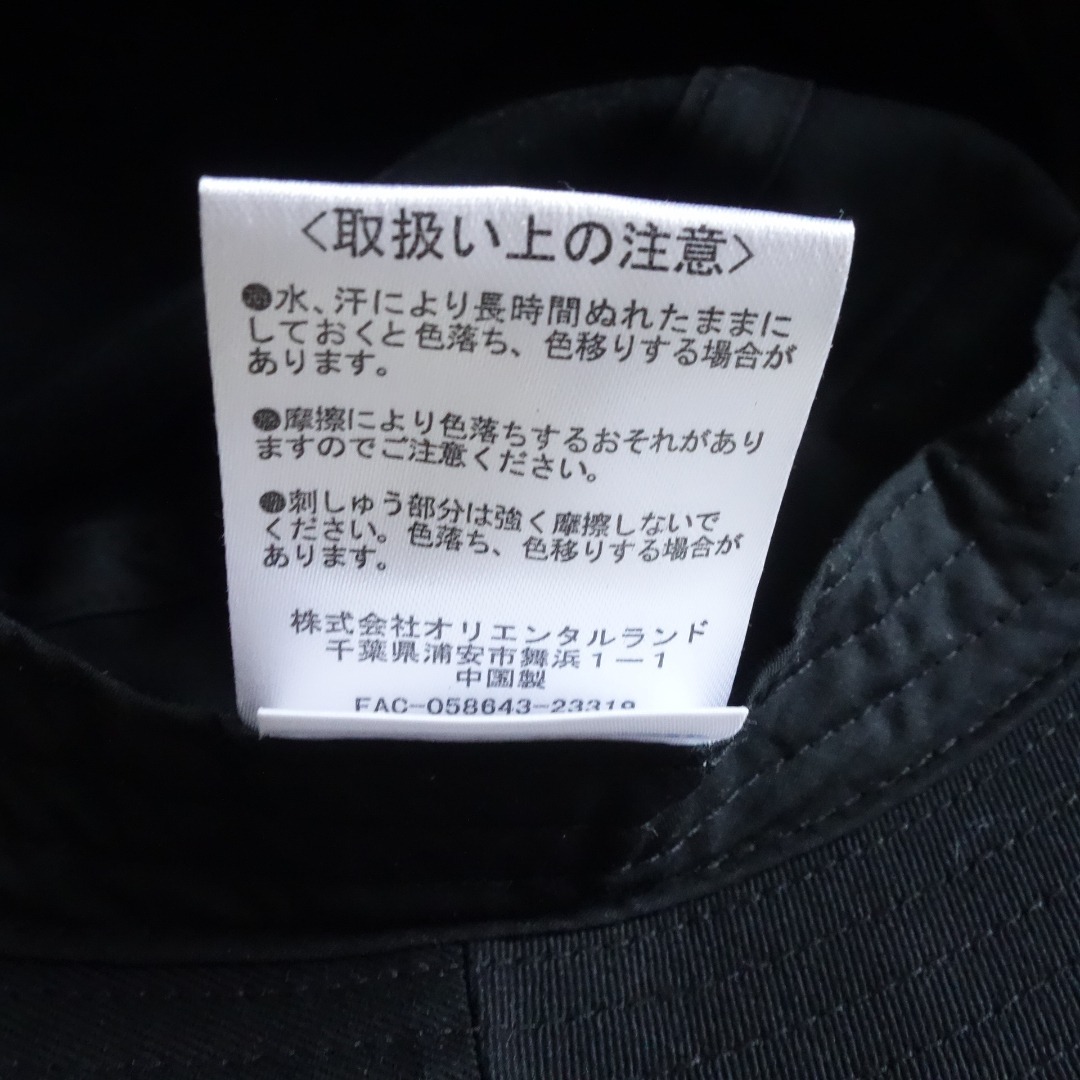 <取扱い上の注意>
●水、汗により長時間ぬれたままに
しておくと色落ち、色移りする場合が
あります。
●摩擦により色落ちするおそれがあり
ますのでご注意ください。
●刺しゅう部分は強く摩擦しないで
ください。色落ち、色移りする場合が
あります。
株式会社オリエンタルランド
千葉県浦安市舞浜1-1
中国製
FAC-058643-23319